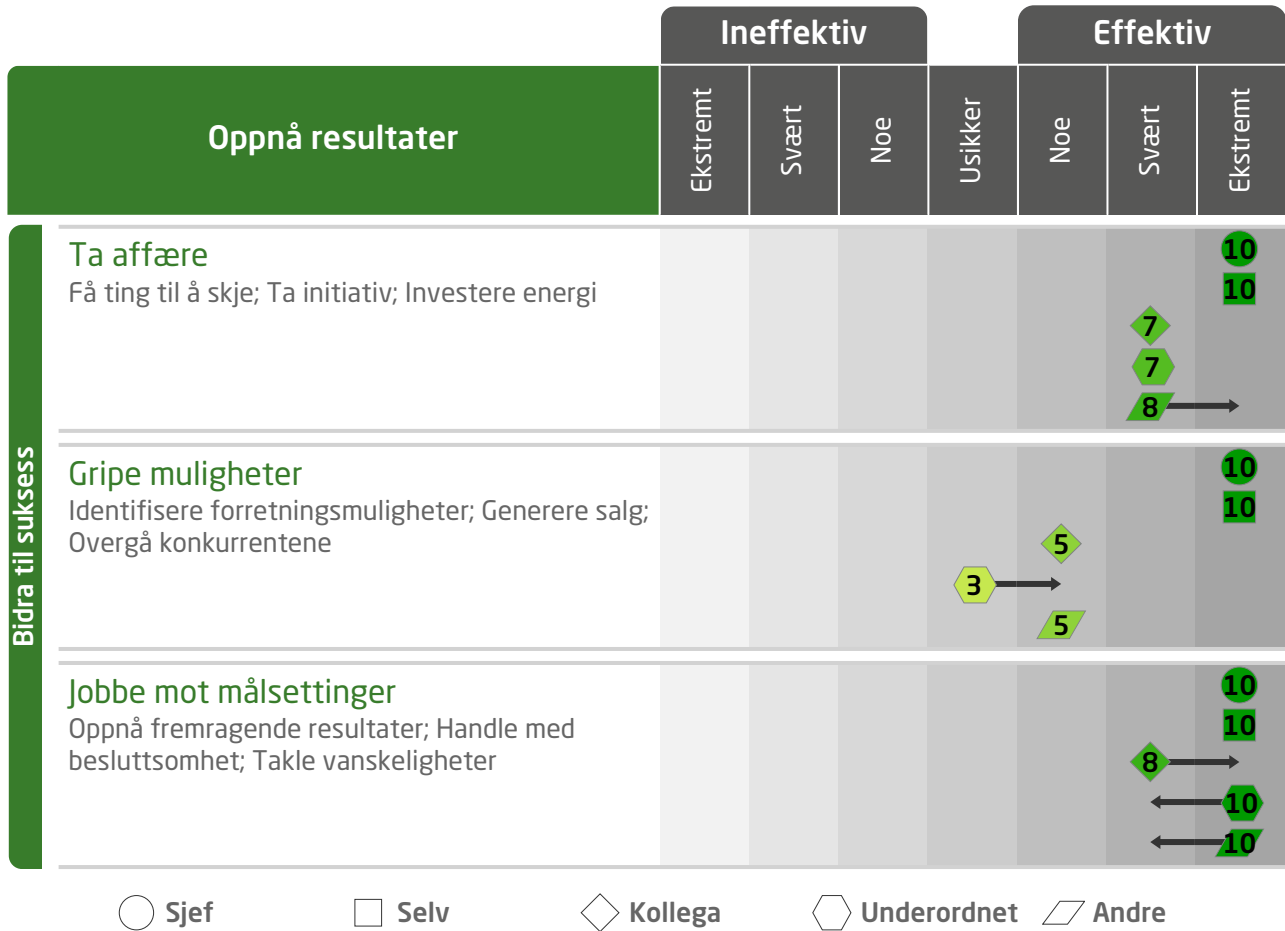 Ineffektiv
Effektiv
Oppnå resultater
Ekstremt
Svært
Noe
Usikker
Noe
Svært
Ekstremt
Bidra til suksess
Ta affære
Få ting til å skje; Ta initiativ; Investere energi
10
10
7
7
8
Gripe muligheter
Identifisere forretningsmuligheter; Generere salg;
Overgå konkurrentene
10
10
5
3
5
Jobbe mot målsettinger
Oppnå fremragende resultater; Handle med
besluttsomhet; Takle vanskeligheter
10
10
8
10
10
Sjef
Selv
Kollega
Underordnet
Andre